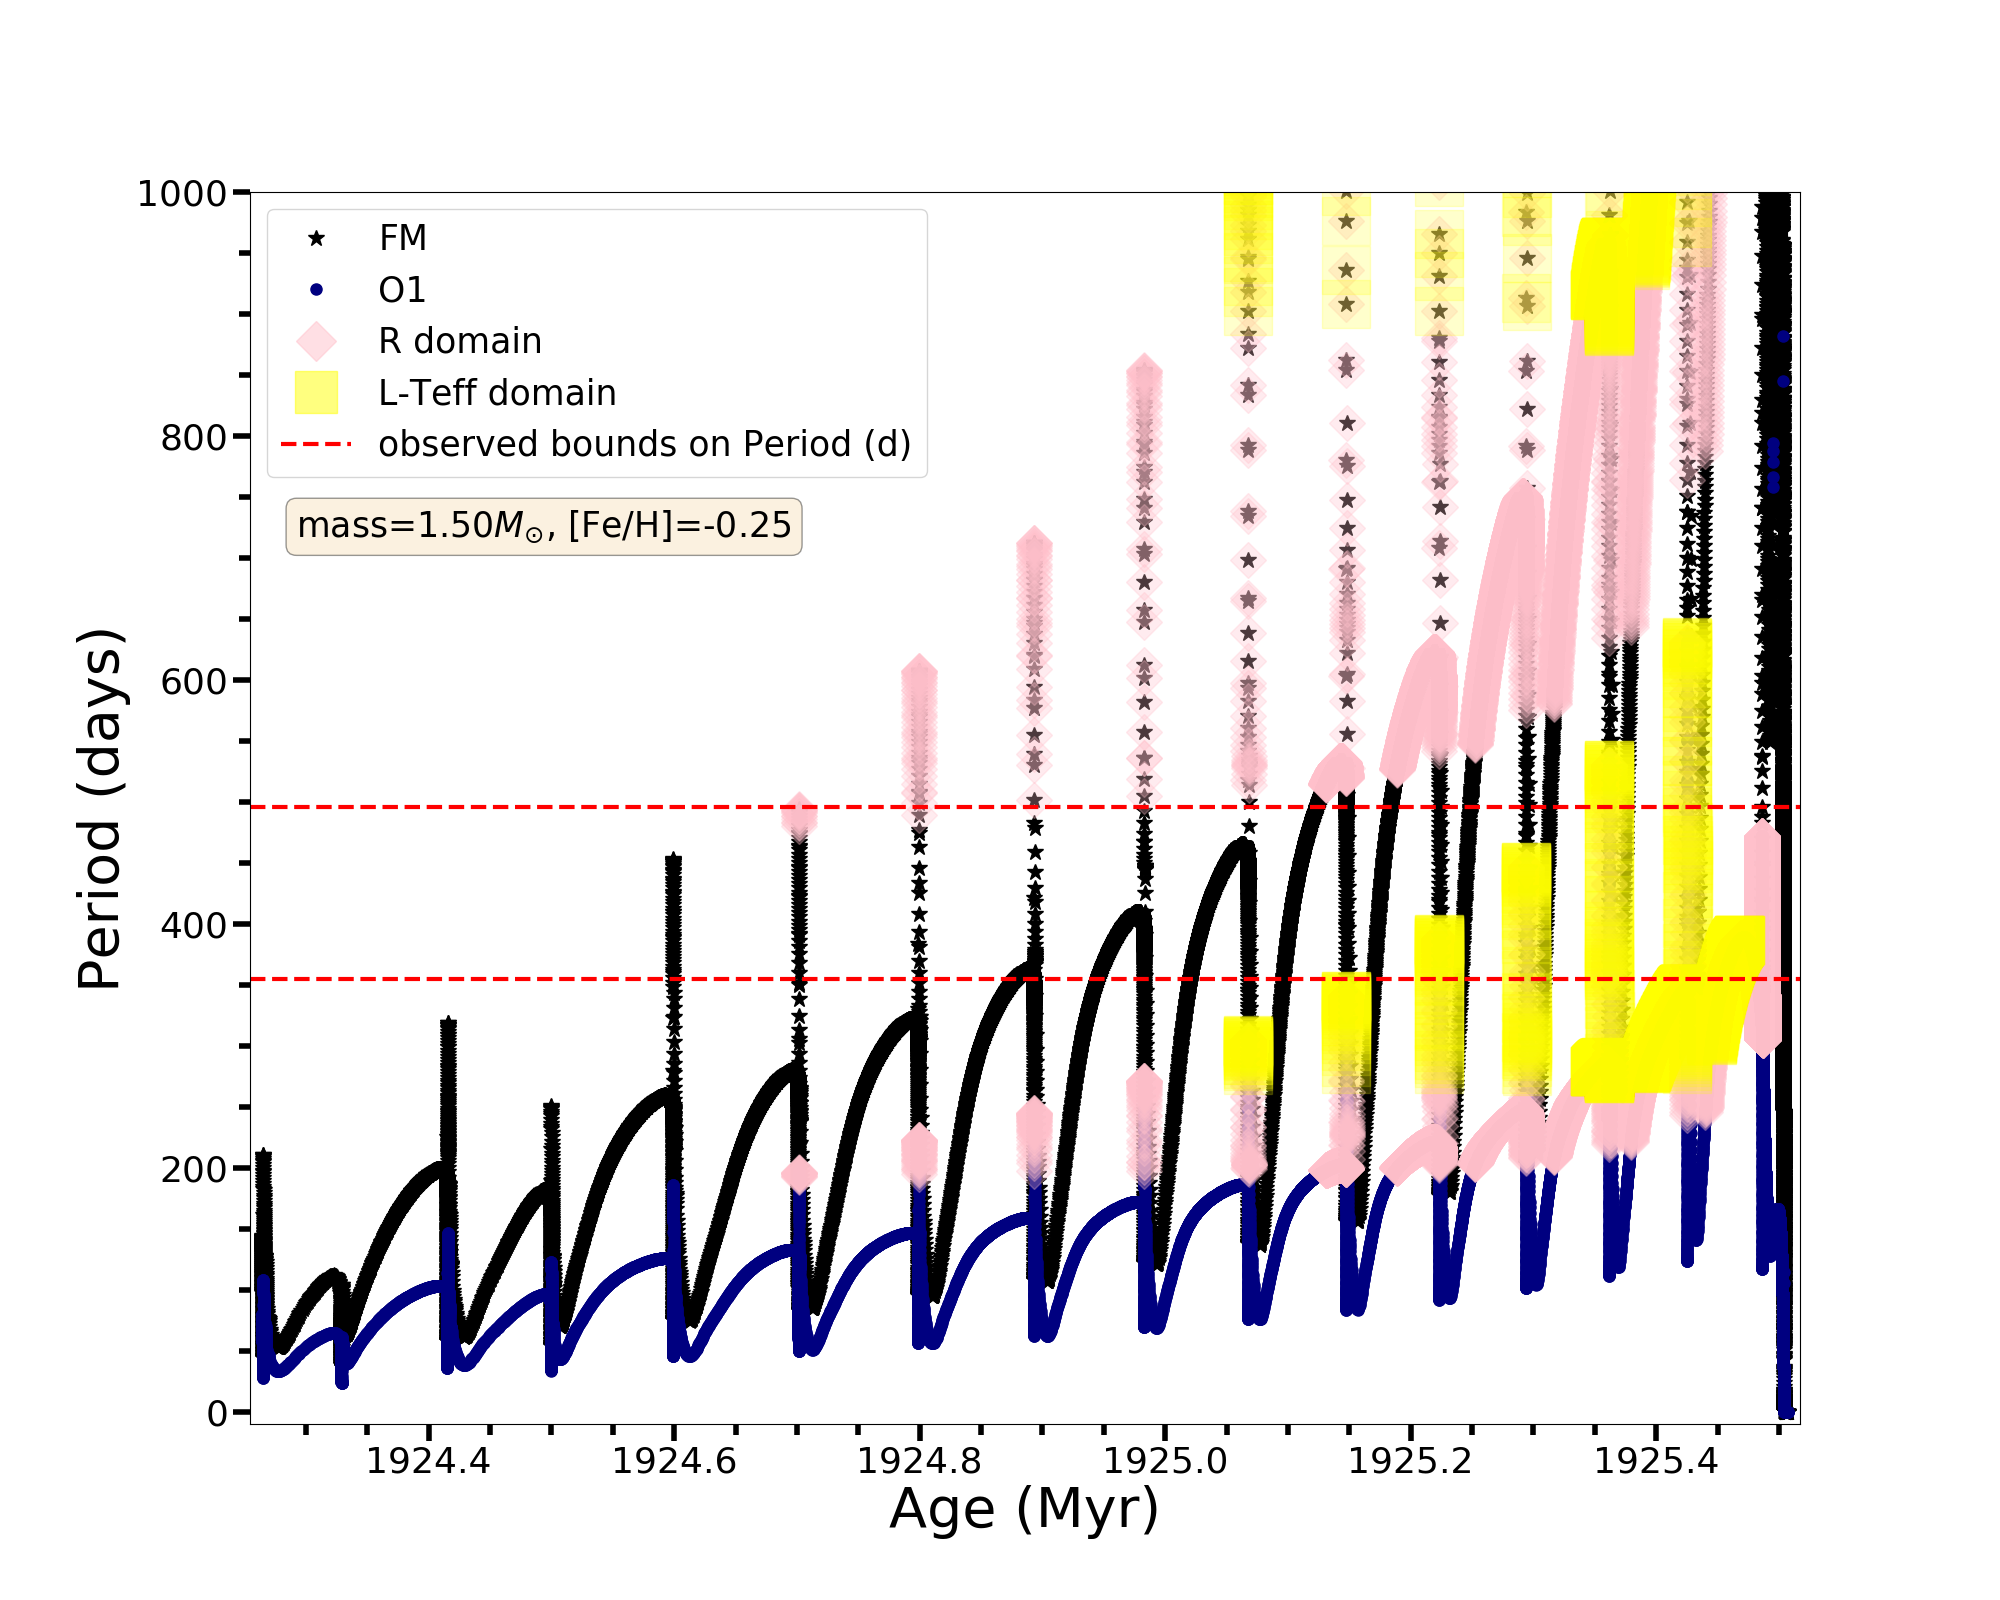 1000
800
600
400
200
0
Period (days)
FM
O1
R domain
L-Teff domain
observed bounds on Period (d)
mass=1.50M☉, [Fe/H]=-0.25
1924.4 1924.6 1924.8 1925.0 1925.2 1925.4
Age (Myr)